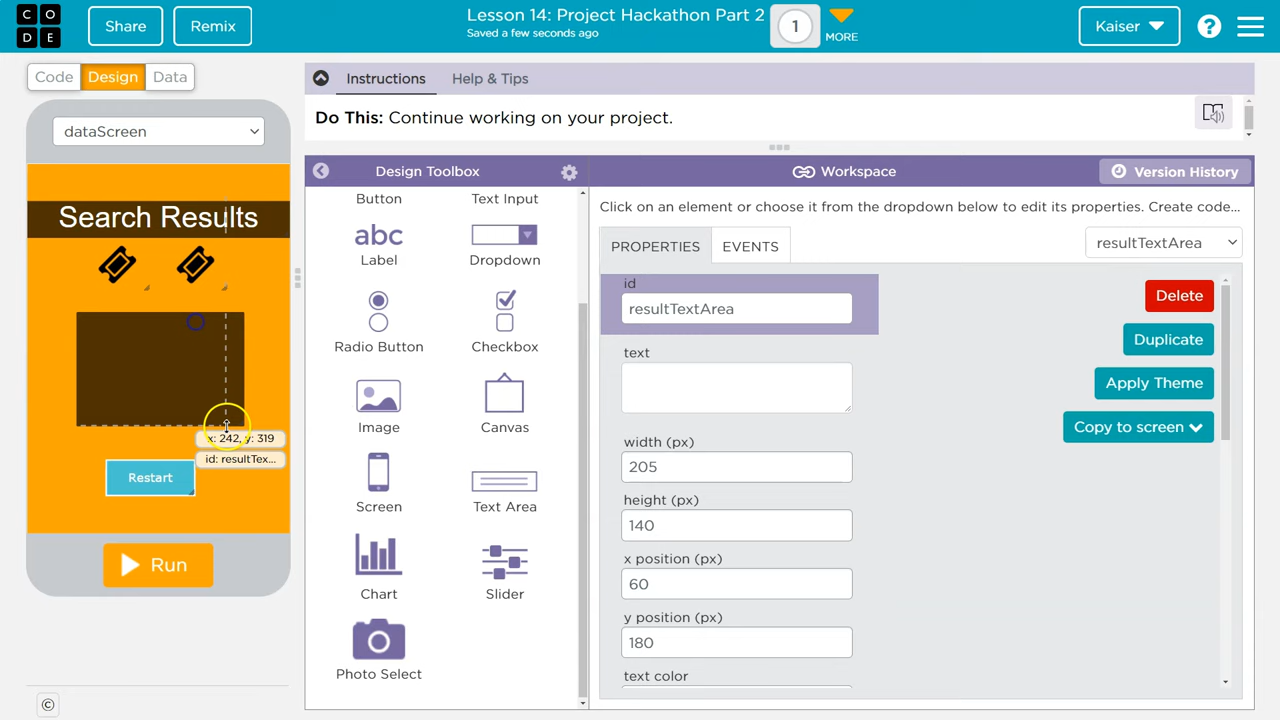 C O
D E
Share
Remix
Lesson 14: Project Hackathon Part 2
Saved a few seconds ago
1
MORE
Kaiser
?
Code
Design
Data
Instructions
Help & Tips
Do This: Continue working on your project.
dataScreen
Design Toolbox
Workspace
Version History
Search Results
x: 242, y: 319
id: resultTex...
Restart
Run
©
Button
Text Input
abc
Label
Dropdown
Radio Button
Checkbox
Image
Canvas
Screen
Text Area
Chart
Slider
Photo Select
Click on an element or choose it from the dropdown below to edit its properties. Create code...
PROPERTIES
EVENTS
resultTextArea
id
resultTextArea
text
width (px)
205
height (px)
140
x position (px)
60
y position (px)
180
text color
Delete
Duplicate
Apply Theme
Copy to screen